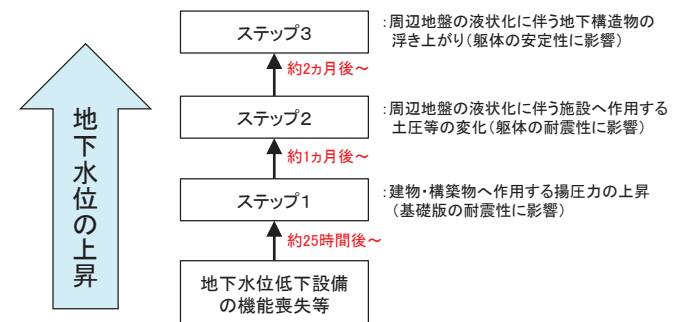 ステップ3
:周辺地盤の液状化に伴う地下構造物の
浮き上がり(躯体の安定性に影響)
約2ヵ月後~
ステップ2
:周辺地盤の液状化に伴う施設へ作用する
土圧等の変化(躯体の耐震性に影響)
約1ヵ月後~
ステップ1
:建物・構築物へ作用する揚圧力の上昇
(基礎版の耐震性に影響)
約25時間後~
地下水位低下設備
の機能喪失等
地下水位の上昇